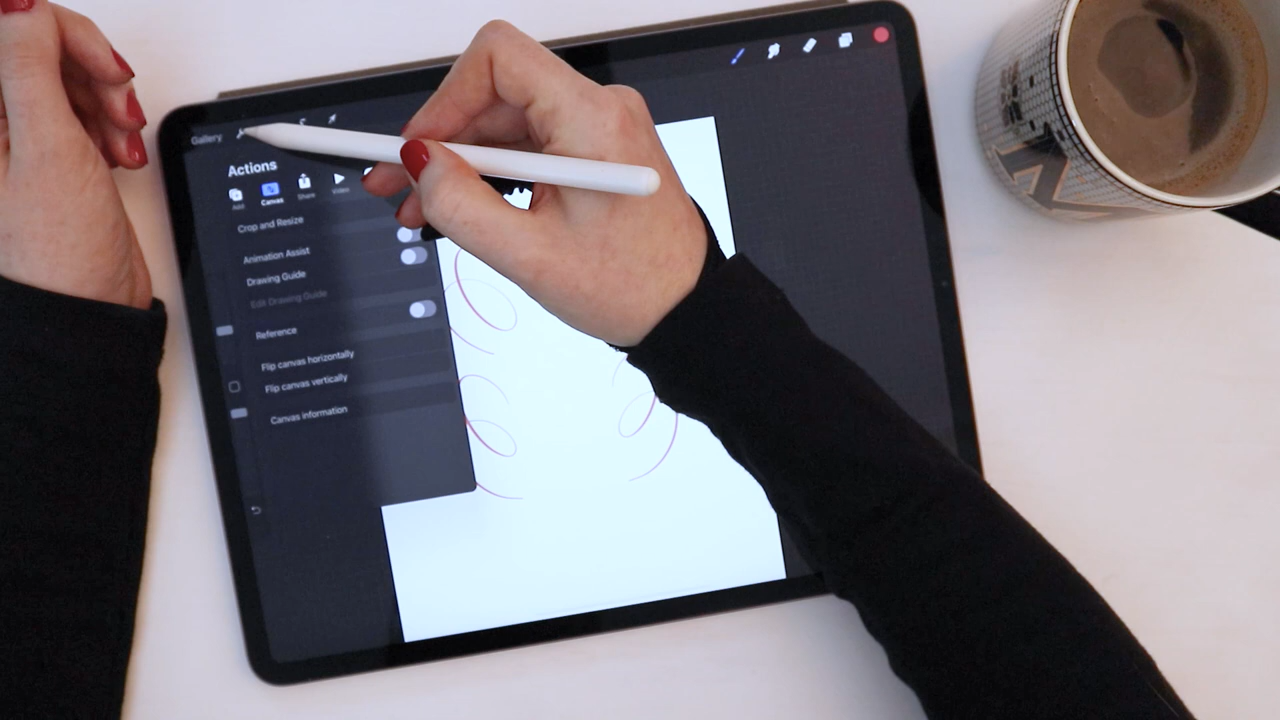 Gallery
Actions
Add Canvas Share Video
Crop and Resize
Animation Assist
Drawing Guide
Edit Drawing Guide
Reference
Flip canvas horizontally
Flip canvas vertically
Canvas information
M